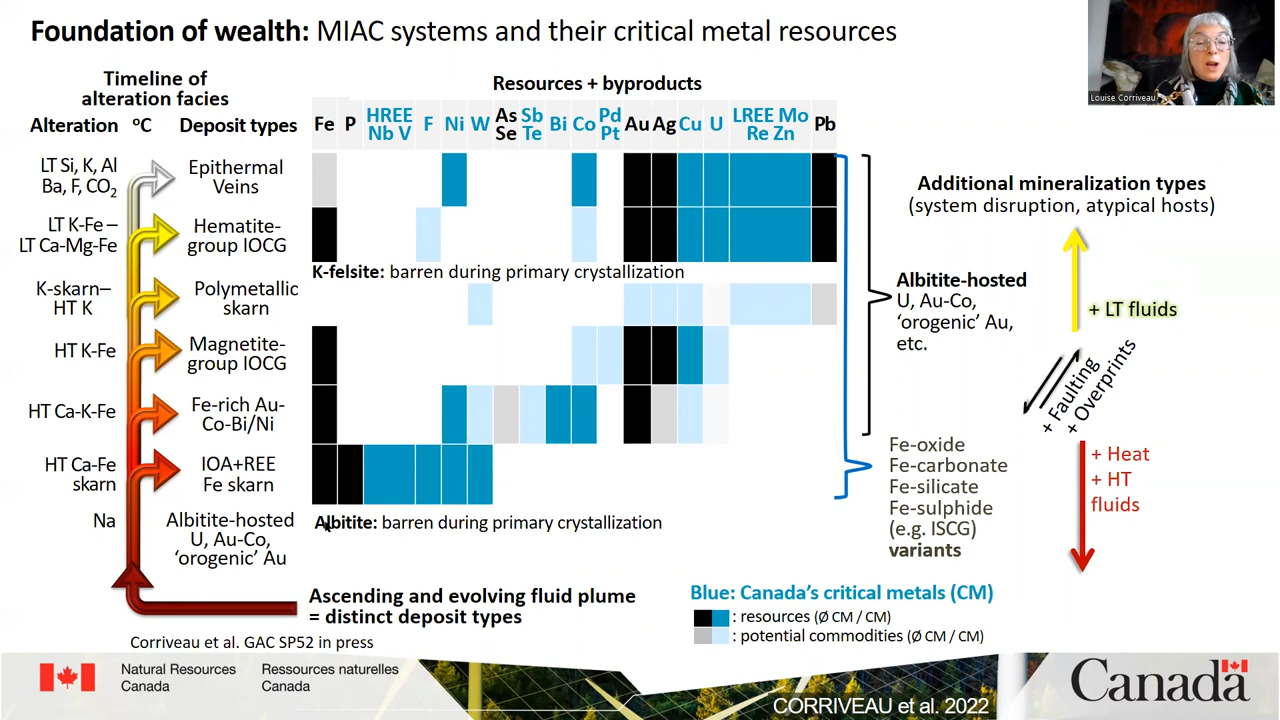 Foundation of wealth: MIAC systems and their critical metal resources
Louise Corriveau
Timeline of
alteration facies
Resources + byproducts
Alteration
°C
Deposit types
Fe
P
HREE
Nb V
F
Ni
W
As
Se
Sb
Te
Bi
Co
Pd
Pt
Au
Ag
Cu
U
LREE Mo
Re Zn
Pb
LT Si, K, Al
Ba, F, CO₂
Epithermal
Veins
LT K-Fe –
LT Ca-Mg-Fe
Hematite-
group IOCG
K-felsite: barren during primary crystallization
K-skarn–
HT K
Polymetallic
skarn
HT K-Fe
Magnetite-
group IOCG
HT Ca-K-Fe
Fe-rich Au-
Co-Bi/Ni
HT Ca-Fe
skarn
IOA+REE
Fe skarn
Na
Albitite-hosted
U, Au-Co,
‘orogenic’ Au
Albitite: barren during primary crystallization
Ascending and evolving fluid plume
= distinct deposit types
Corriveau et al. GAC SP52 in press
Albitite-hosted
U, Au-Co,
‘orogenic’ Au,
etc.
Fe-oxide
Fe-carbonate
Fe-silicate
Fe-sulphide
(e.g. ISCG)
variants
Additional mineralization types
(system disruption, atypical hosts)
+ LT fluids
+ Faulting
+ Overprints
+ Heat
+ HT
fluids
Blue: Canada’s critical metals (CM)
: resources (Ø CM / CM)
: potential commodities (Ø CM / CM)
Natural Resources
Canada
Ressources naturelles
Canada
CORRIVEAU et al. 2022
Canada